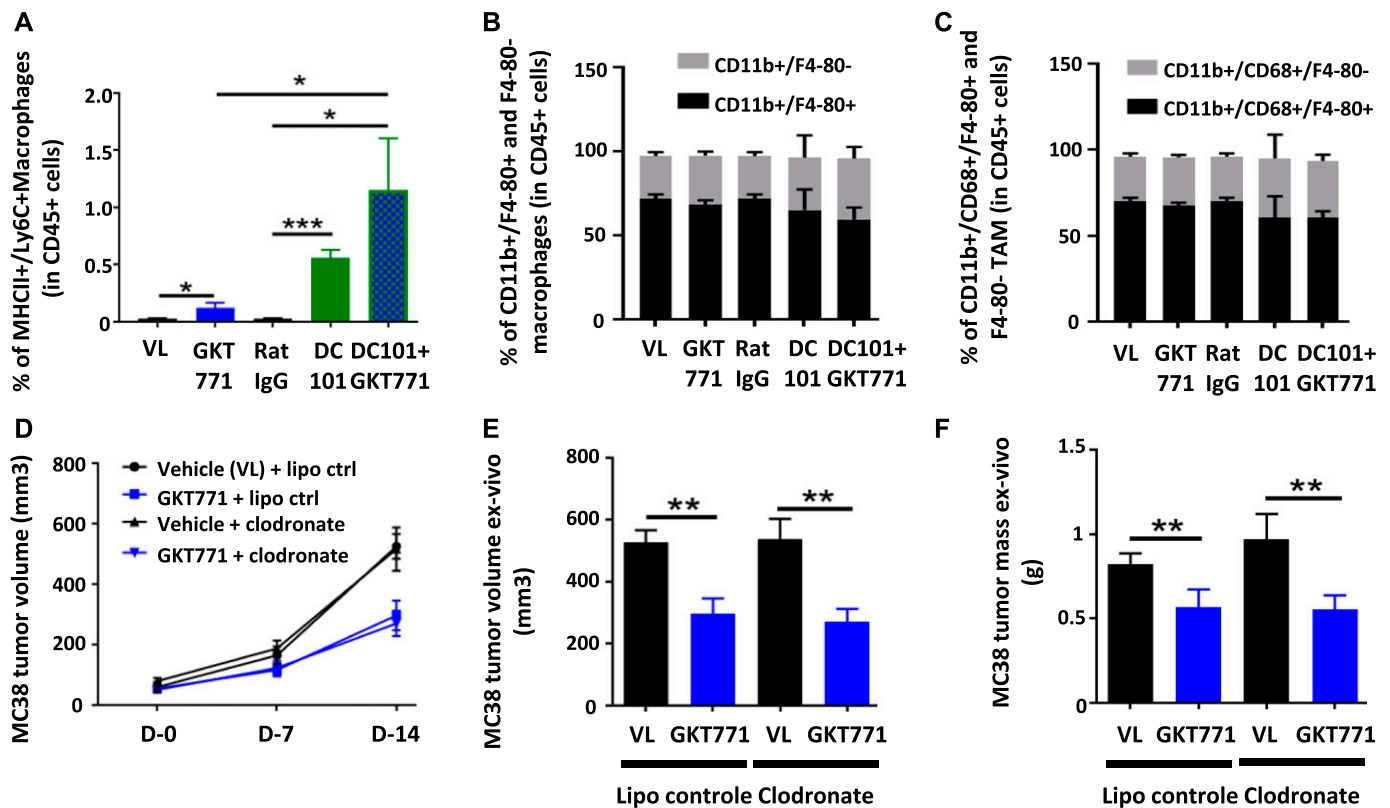 A
% of MHCII+/Ly6C+Macrophages
(in CD45+ cells)
2.0
1.5
1.0
0.5
0
*
*
***
*
VL
GKT
771
Rat
IgG
DC
101
DC101+
GKT771
B
% of CD11b+/F4-80+ and F4-80-
macrophages (in CD45+ cells)
CD11b+/F4-80-
CD11b+/F4-80+
150
100
50
0
VL
GKT
771
Rat
IgG
DC
101
DC101+
GKT771
C
% of CD11b+/CD68+/F4-80+ and
F4-80- TAM (in CD45+ cells)
CD11b+/CD68+/F4-80-
CD11b+/CD68+/F4-80+
150
100
50
0
VL
GKT
771
Rat
IgG
DC
101
DC101+
GKT771
D
MC38 tumor volume (mm3)
800
600
400
200
0
Vehicle (VL) + lipo ctrl
GKT771 + lipo ctrl
Vehicle + clodronate
GKT771 + clodronate
D-0
D-7
D-14
E
MC38 tumor volume ex-vivo
(mm3)
800
600
400
200
0
**
**
VL
GKT771
VL
GKT771
Lipo controle
Clodronate
F
MC38 tumor mass ex-vivo
(g)
1.5
1
0.5
0
**
**
VL
GKT771
VL
GKT771
Lipo controle
Clodronate